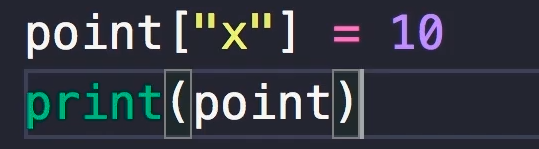 point["x"] = 10
print(point)